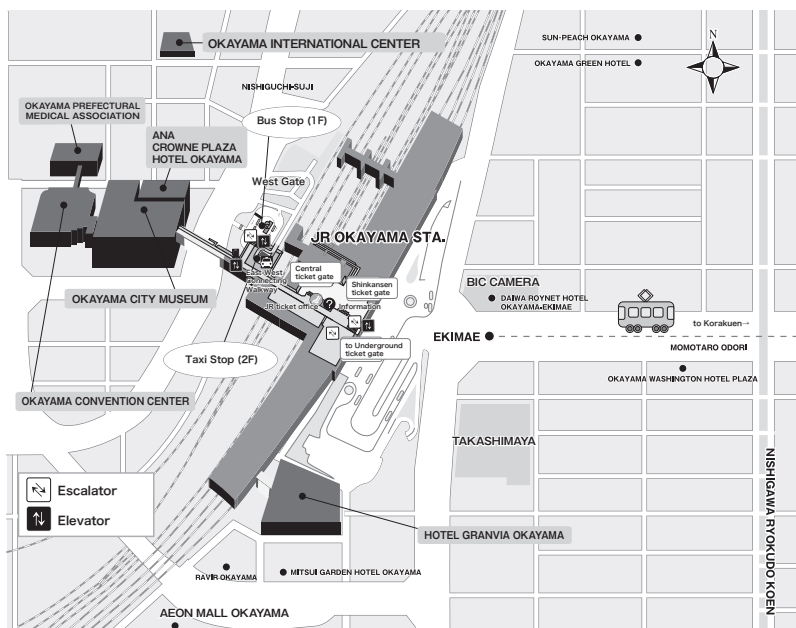 OKAYAMA INTERNATIONAL CENTER
SUN-PEACH OKAYAMA
N
OKAYAMA GREEN HOTEL
NISHIGUCHI-SUJI
OKAYAMA PREFECTURAL
MEDICAL ASSOCIATION
Bus Stop (1F)
ANA
CROWNE PLAZA
HOTEL OKAYAMA
West Gate
JR OKAYAMA STA.
Central
ticket gate
East-West
connecting
Walkway
Shinkansen
ticket gate
BIC CAMERA
OKAYAMA CITY MUSEUM
DAIWA ROYNET HOTEL
OKAYAMA-EKIMAE
JR ticket office
?
Information
to Korakuen→
EKIMAE
to Underground
ticket gate
MOMOTARO ODORI
Taxi Stop (2F)
OKAYAMA WASHINGTON HOTEL PLAZA
OKAYAMA CONVENTION CENTER
TAKASHIMAYA
NISHIGAWA RYOKUDO KOEN
Escalator
Elevator
HOTEL GRANVIA OKAYAMA
RAVIR OKAYAMA
MITSUI GARDEN HOTEL OKAYAMA
AEON MALL OKAYAMA